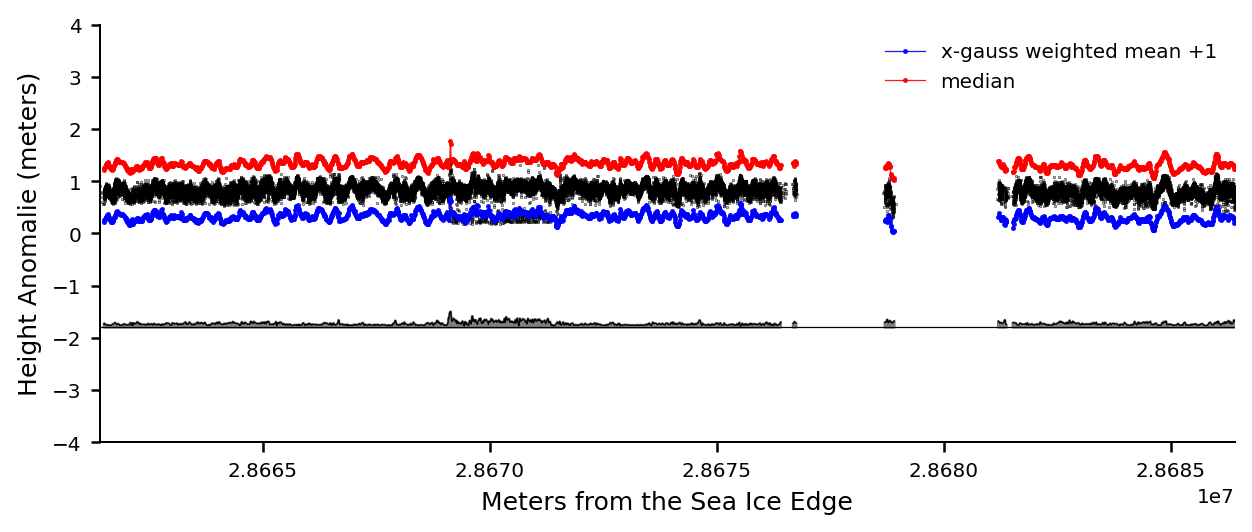 4
3
2
1
0
−1
−2
−3
−4
Height Anomalie (meters)
x-gauss weighted mean +1
median
2.8665
2.8670
2.8675
2.8680
2.8685
1e7
Meters from the Sea Ice Edge